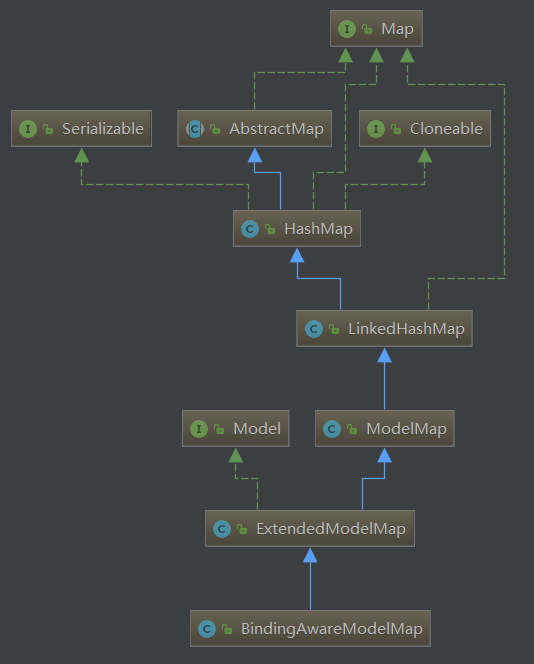 I Map
I Serializable
C AbstractMap
I Cloneable
C HashMap
C LinkedHashMap
I Model
C ModelMap
C ExtendedModelMap
C BindingAwareModelMap